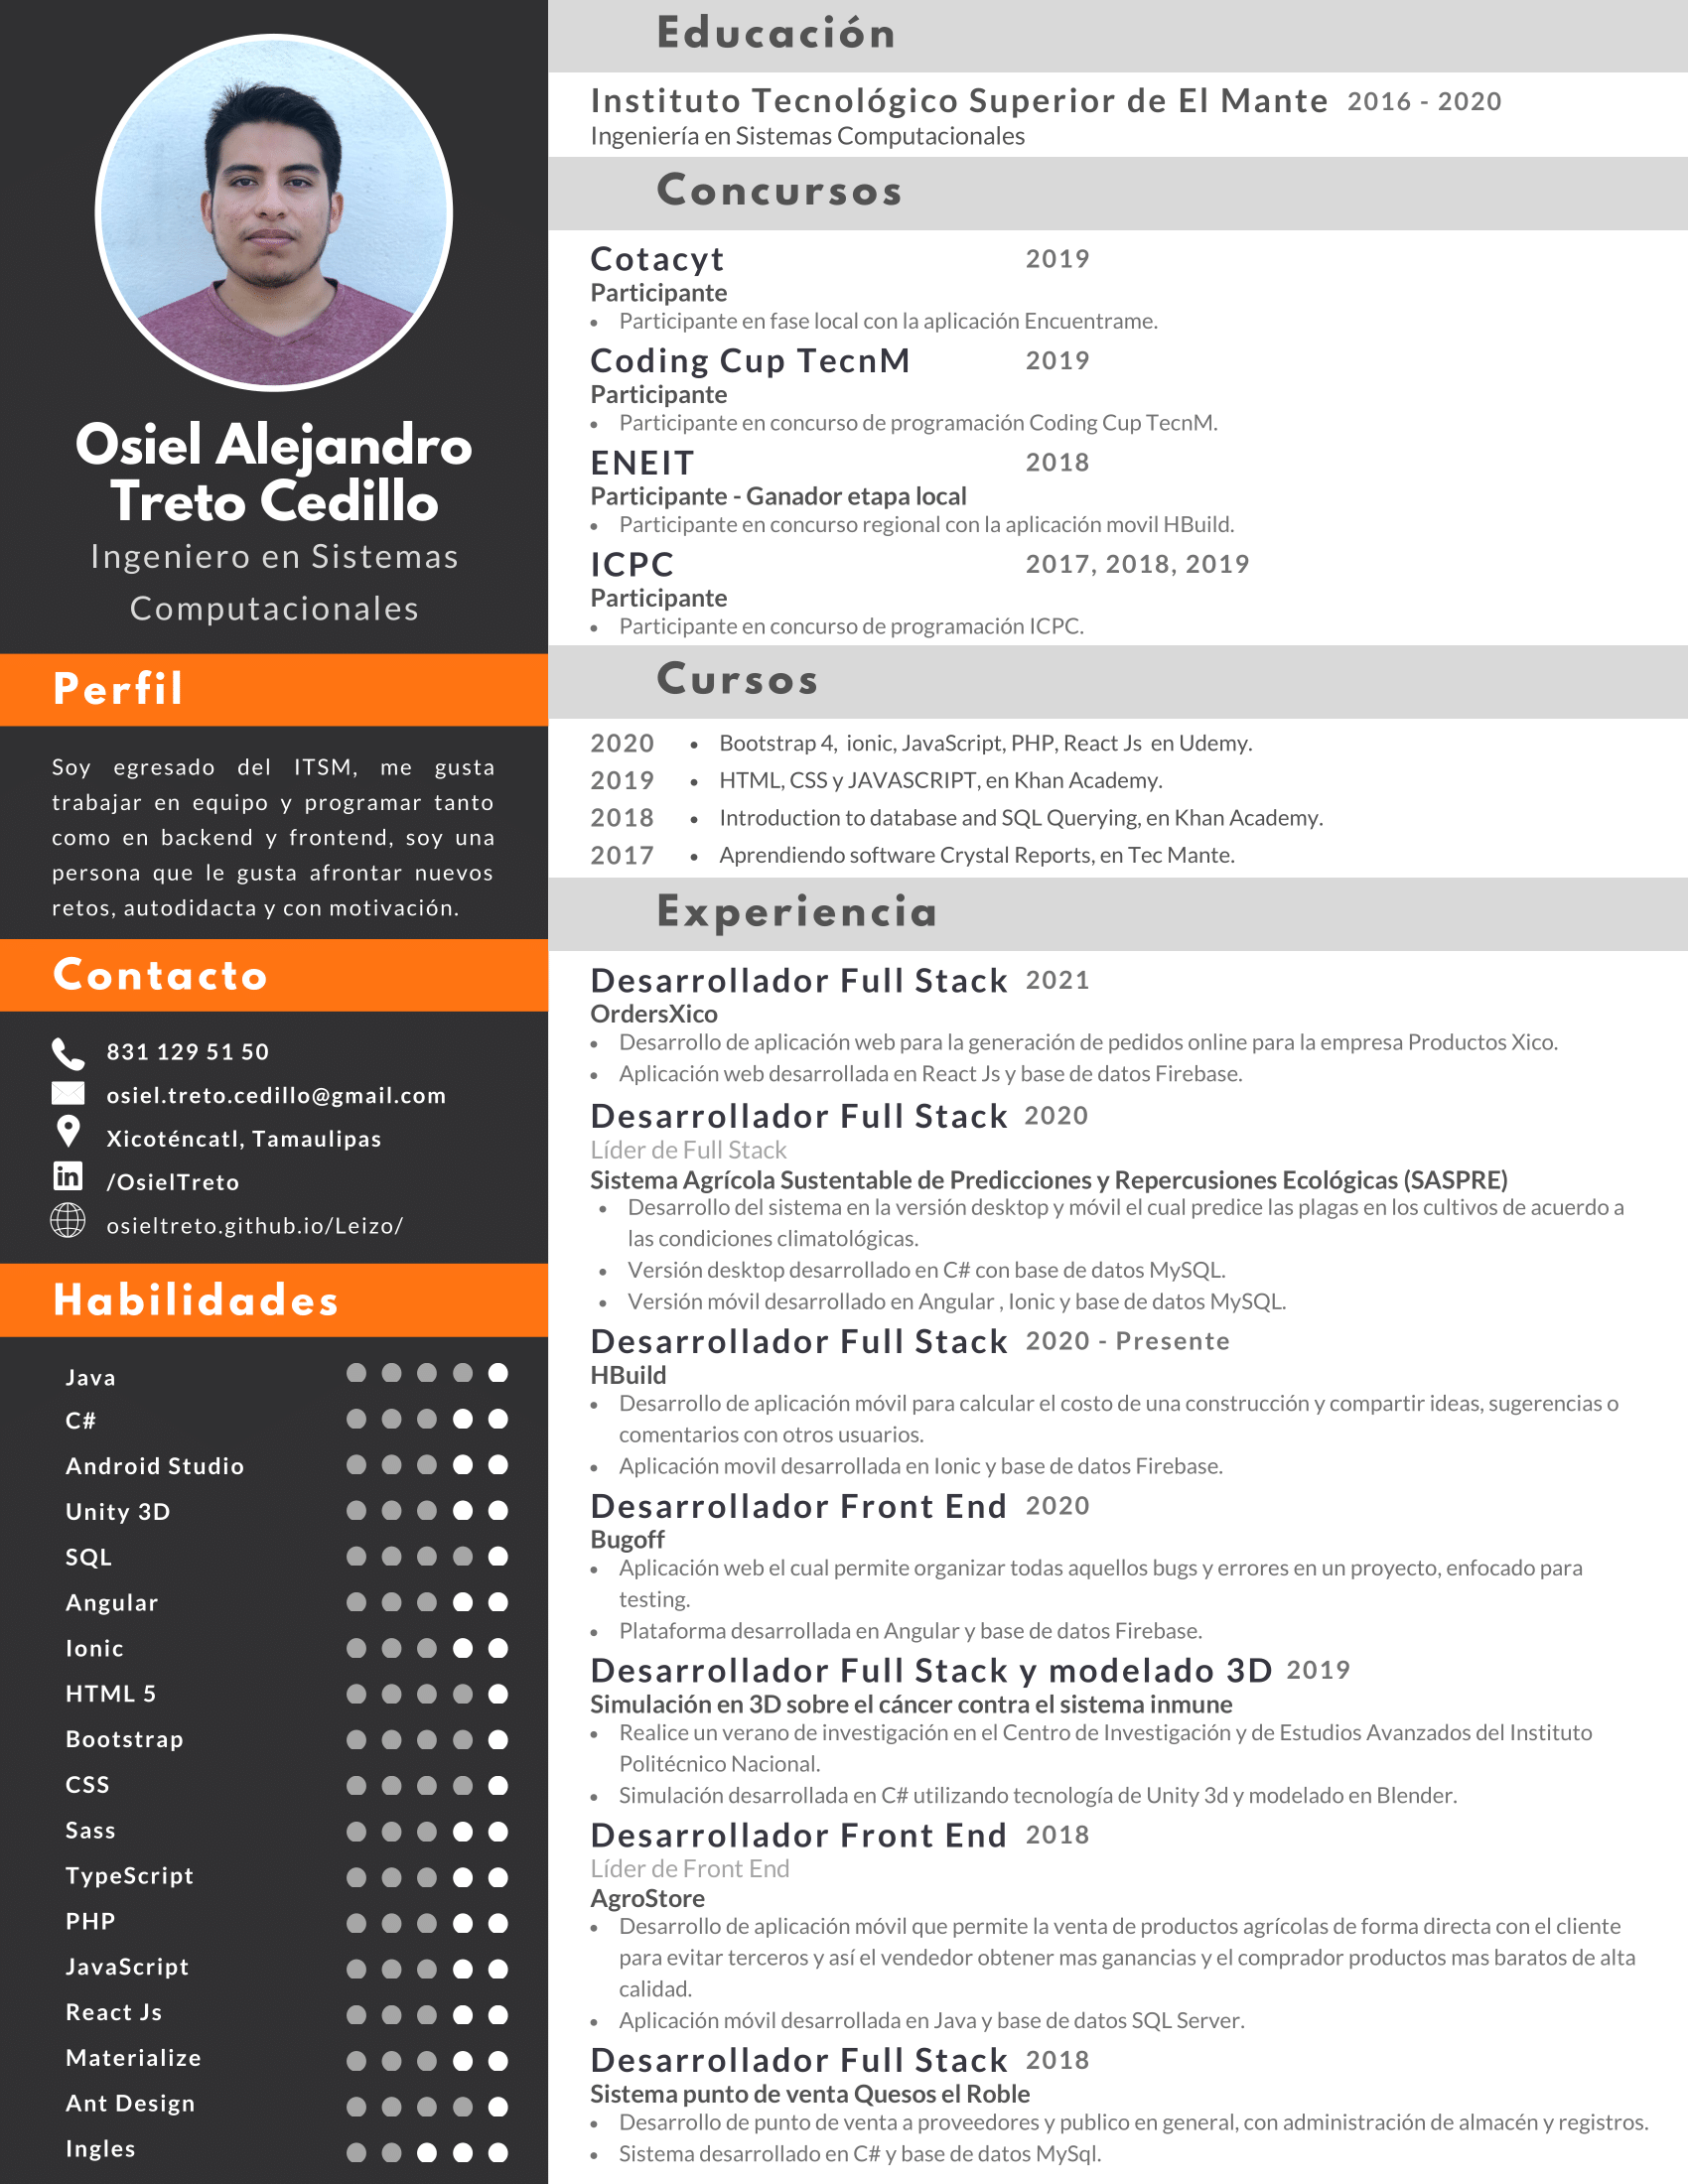 Osiel Alejandro
Treto Cedillo
Ingeniero en Sistemas
Computacionales
Perfil
Soy egresado del ITSM, me gusta
trabajar en equipo y programar tanto
como en backend y frontend, soy una
persona que le gusta afrontar nuevos
retos, autodidacta y con motivación.
Contacto
831 129 51 50
osiel.treto.cedillo@gmail.com
Xicoténcatl, Tamaulipas
in /OsielTreto
osieltreto.github.io/Leizo/
Habilidades
Java
C#
Android Studio
Unity 3D
SQL
Angular
Ionic
HTML 5
Bootstrap
CSS
Sass
TypeScript
PHP
JavaScript
React Js
Materialize
Ant Design
Ingles
Educación
Instituto Tecnológico Superior de El Mante 2016 - 2020
Ingeniería en Sistemas Computacionales
Concursos
Cotacyt 2019
Participante
• Participante en fase local con la aplicación Encuentrame.
Coding Cup TecnM 2019
Participante
• Participante en concurso de programación Coding Cup TecnM.
ENEIT 2018
Participante - Ganador etapa local
• Participante en concurso regional con la aplicación movil HBuild.
ICPC 2017, 2018, 2019
Participante
• Participante en concurso de programación ICPC.
Cursos
2020 • Bootstrap 4, ionic, JavaScript, PHP, React Js en Udemy.
2019 • HTML, CSS y JAVASCRIPT, en Khan Academy.
2018 • Introduction to database and SQL Querying, en Khan Academy.
2017 • Aprendiendo software Crystal Reports, en Tec Mante.
Experiencia
Desarrollador Full Stack 2021
OrdersXico
• Desarrollo de aplicación web para la generación de pedidos online para la empresa Productos Xico.
• Aplicación web desarrollada en React Js y base de datos Firebase.
Desarrollador Full Stack 2020
Líder de Full Stack
Sistema Agrícola Sustentable de Predicciones y Repercusiones Ecológicas (SASPRE)
• Desarrollo del sistema en la versión desktop y móvil el cual predice las plagas en los cultivos de acuerdo a
las condiciones climatológicas.
• Versión desktop desarrollado en C# con base de datos MySQL.
• Versión móvil desarrollado en Angular , Ionic y base de datos MySQL.
Desarrollador Full Stack 2020 - Presente
HBuild
• Desarrollo de aplicación móvil para calcular el costo de una construcción y compartir ideas, sugerencias o
comentarios con otros usuarios.
• Aplicación movil desarrollada en Ionic y base de datos Firebase.
Desarrollador Front End 2020
Bugoff
• Aplicación web el cual permite organizar todas aquellos bugs y errores en un proyecto, enfocado para
testing.
• Plataforma desarrollada en Angular y base de datos Firebase.
Desarrollador Full Stack y modelado 3D 2019
Simulación en 3D sobre el cáncer contra el sistema inmune
• Realice un verano de investigación en el Centro de Investigación y de Estudios Avanzados del Instituto
Politécnico Nacional.
• Simulación desarrollada en C# utilizando tecnología de Unity 3d y modelado en Blender.
Desarrollador Front End 2018
Líder de Front End
AgroStore
• Desarrollo de aplicación móvil que permite la venta de productos agrícolas de forma directa con el cliente
para evitar terceros y así el vendedor obtener mas ganancias y el comprador productos mas baratos de alta
calidad.
• Aplicación móvil desarrollada en Java y base de datos SQL Server.
Desarrollador Full Stack 2018
Sistema punto de venta Quesos el Roble
• Desarrollo de punto de venta a proveedores y publico en general, con administración de almacén y registros.
• Sistema desarrollado en C# y base de datos MySql.